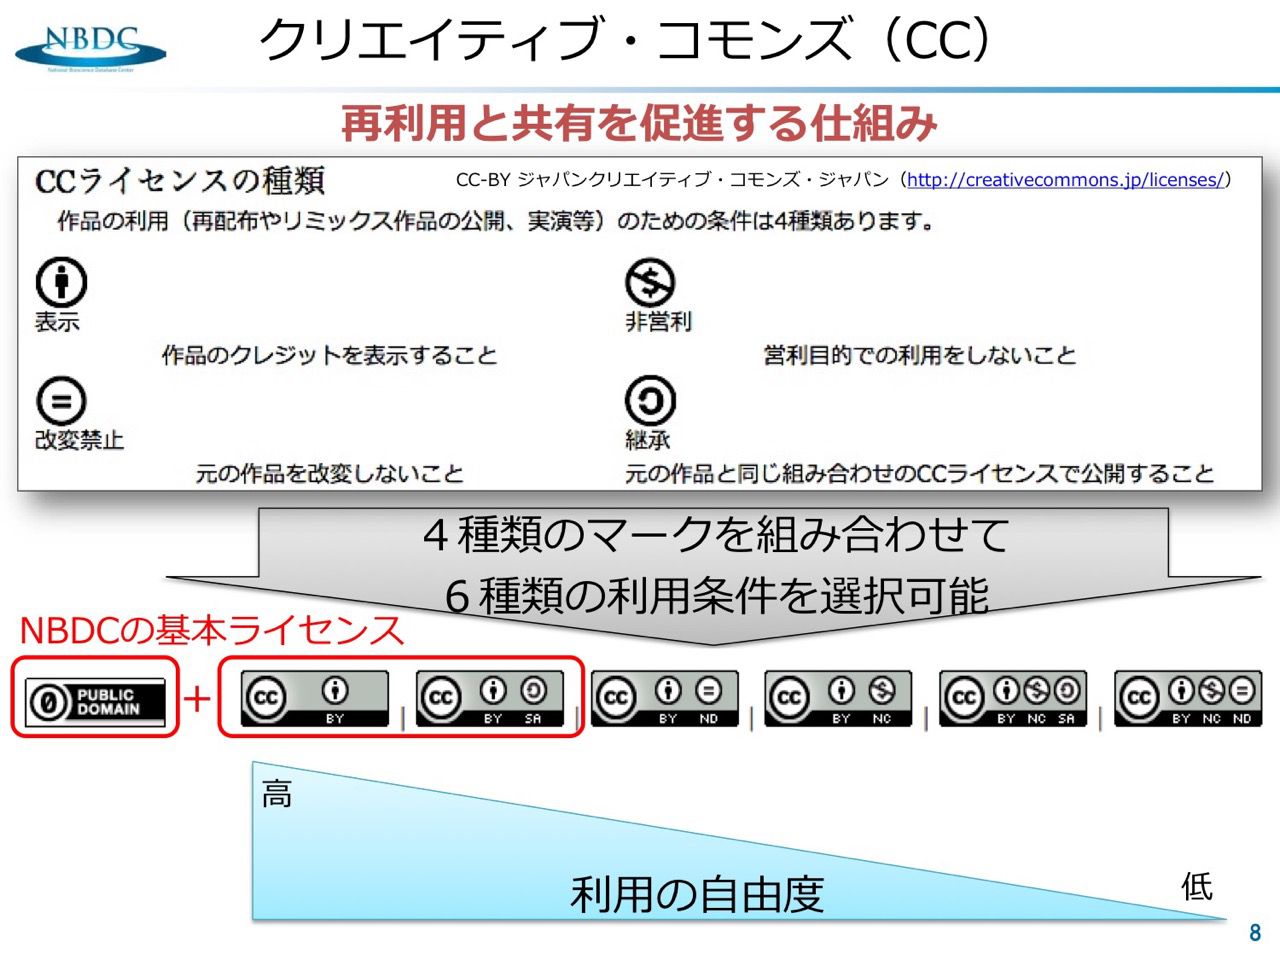 NBDC
National Bioscience Database Center
クリエイティブ・コモンズ（CC）
再利用と共有を促進する仕組み
CCライセンスの種類
CC-BY ジャパンクリエイティブ・コモンズ・ジャパン（http://creativecommons.jp/licenses/）
作品の利用（再配布やリミックス作品の公開、実演等）のための条件は4種類あります。
表示
作品のクレジットを表示すること
非営利
営利目的での利用をしないこと
改変禁止
元の作品を改変しないこと
継承
元の作品と同じ組み合わせのCCライセンスで公開すること
４種類のマークを組み合わせて
６種類の利用条件を選択可能
NBDCの基本ライセンス
0 PUBLIC
DOMAIN
+
cc BY
cc BY SA
cc BY ND
cc BY NC
cc BY NC SA
cc BY NC ND
高
利用の自由度
低
8